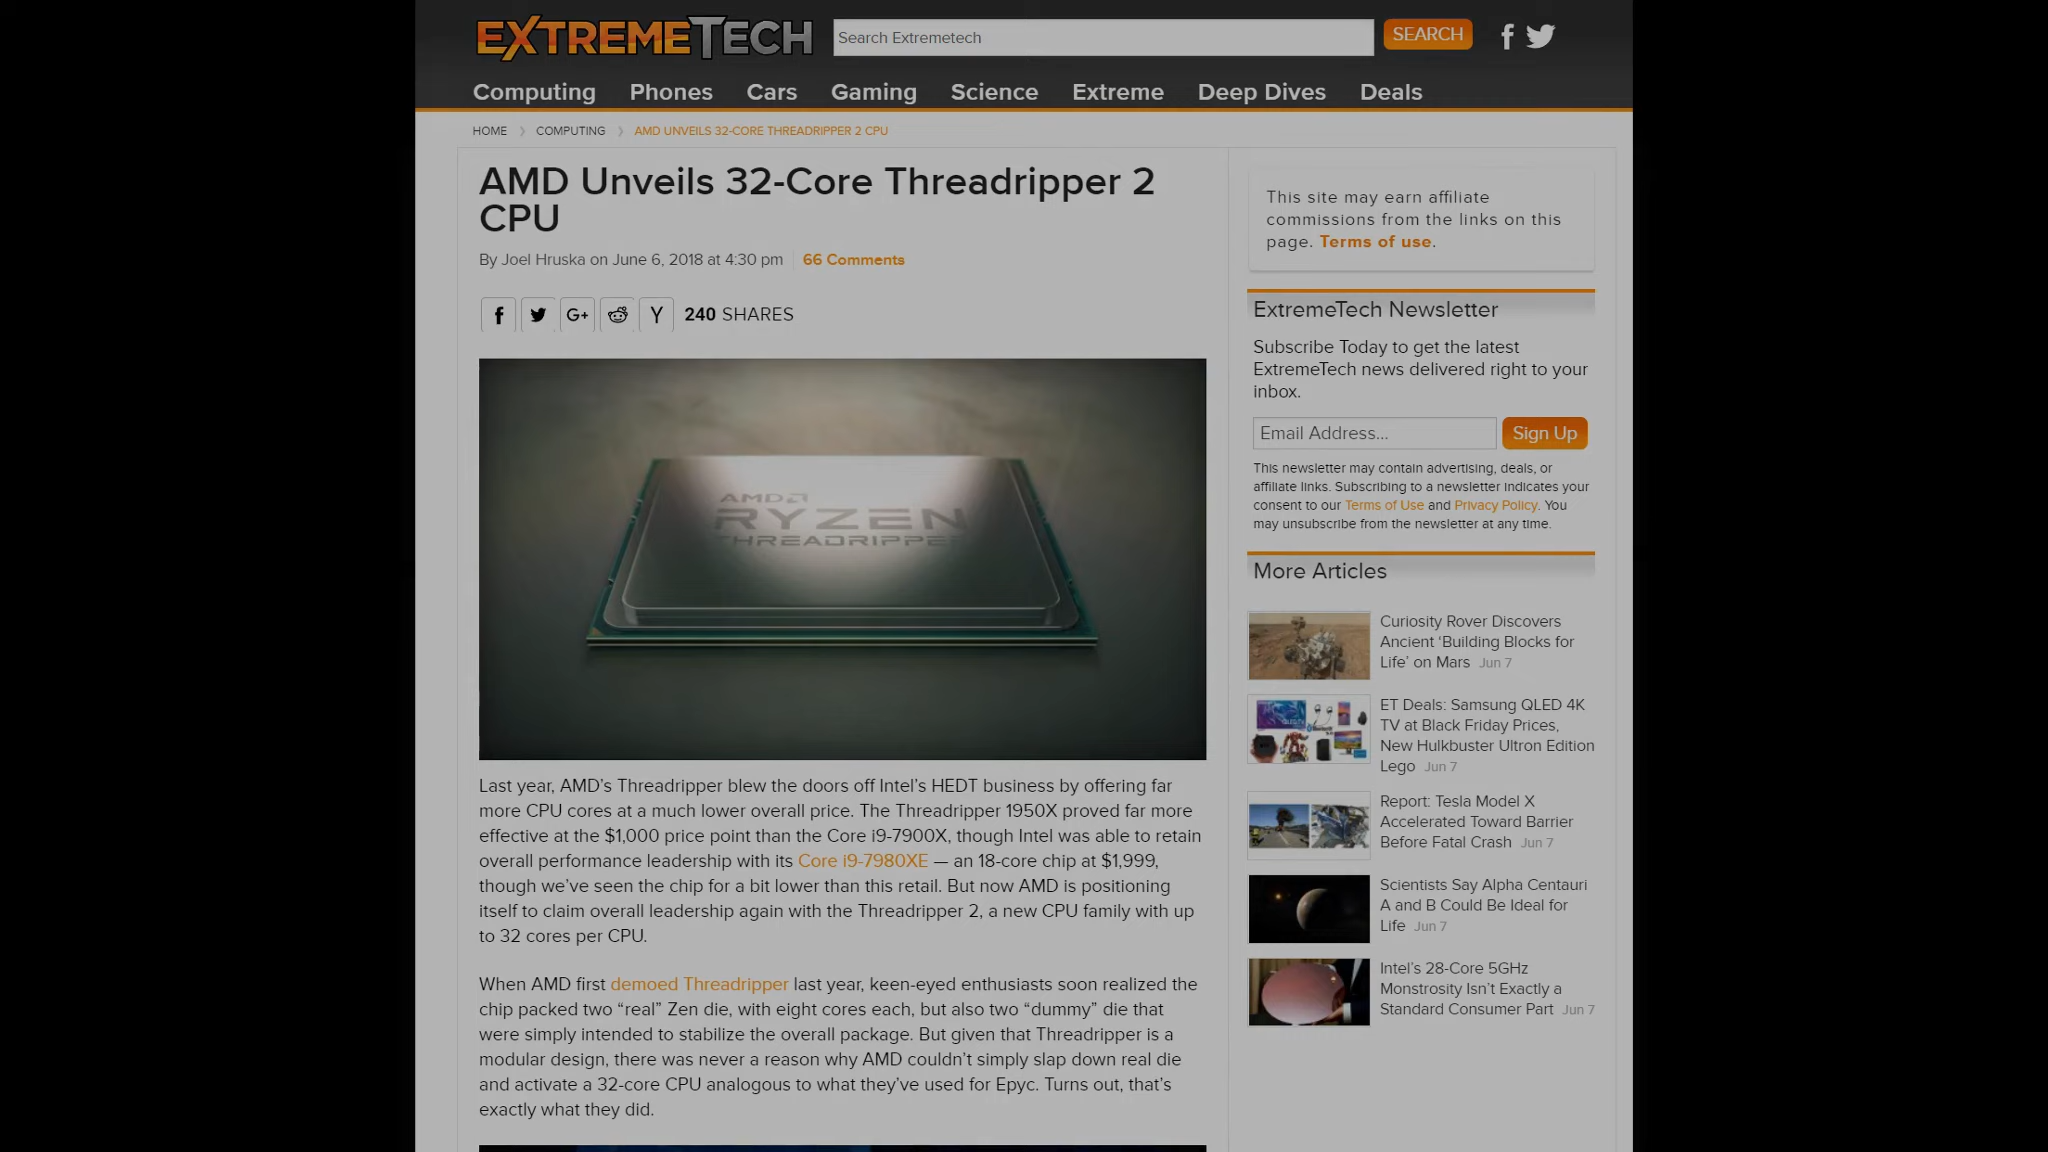 EXTREMETECH
Search Extremetech
SEARCH
Computing
Phones
Cars
Gaming
Science
Extreme
Deep Dives
Deals
HOME
COMPUTING
AMD UNVEILS 32-CORE THREADRIPPER 2 CPU
AMD Unveils 32-Core Threadripper 2
CPU
By Joel Hruska on June 6, 2018 at 4:30 pm
66 Comments
G+
240 SHARES
AMD
RYZEN
THREADRIPPE
Last year, AMD’s Threadripper blew the doors off Intel’s HEDT business by offering far
more CPU cores at a much lower overall price. The Threadripper 1950X proved far more
effective at the $1,000 price point than the Core i9-7900X, though Intel was able to retain
overall performance leadership with its Core i9-7980XE — an 18-core chip at $1,999,
though we’ve seen the chip for a bit lower than this retail. But now AMD is positioning
itself to claim overall leadership again with the Threadripper 2, a new CPU family with up
to 32 cores per CPU.
When AMD first demoed Threadripper last year, keen-eyed enthusiasts soon realized the
chip packed two “real” Zen die, with eight cores each, but also two “dummy” die that
were simply intended to stabilize the overall package. But given that Threadripper is a
modular design, there was never a reason why AMD couldn’t simply slap down real die
and activate a 32-core CPU analogous to what they’ve used for Epyc. Turns out, that’s
exactly what they did.
This site may earn affiliate
commissions from the links on this
page. Terms of use.
ExtremeTech Newsletter
Subscribe Today to get the latest
ExtremeTech news delivered right to your
inbox.
Email Address...
Sign Up
This newsletter may contain advertising, deals, or
affiliate links. Subscribing to a newsletter indicates your
consent to our Terms of Use and Privacy Policy. You
may unsubscribe from the newsletter at any time.
More Articles
Curiosity Rover Discovers
Ancient ‘Building Blocks for
Life’ on Mars Jun 7
ET Deals: Samsung QLED 4K
TV at Black Friday Prices,
New Hulkbuster Ultron Edition
Lego Jun 7
Report: Tesla Model X
Accelerated Toward Barrier
Before Fatal Crash Jun 7
Scientists Say Alpha Centauri
A and B Could Be Ideal for
Life Jun 7
Intel’s 28-Core 5GHz
Monstrosity Isn’t Exactly a
Standard Consumer Part Jun 7